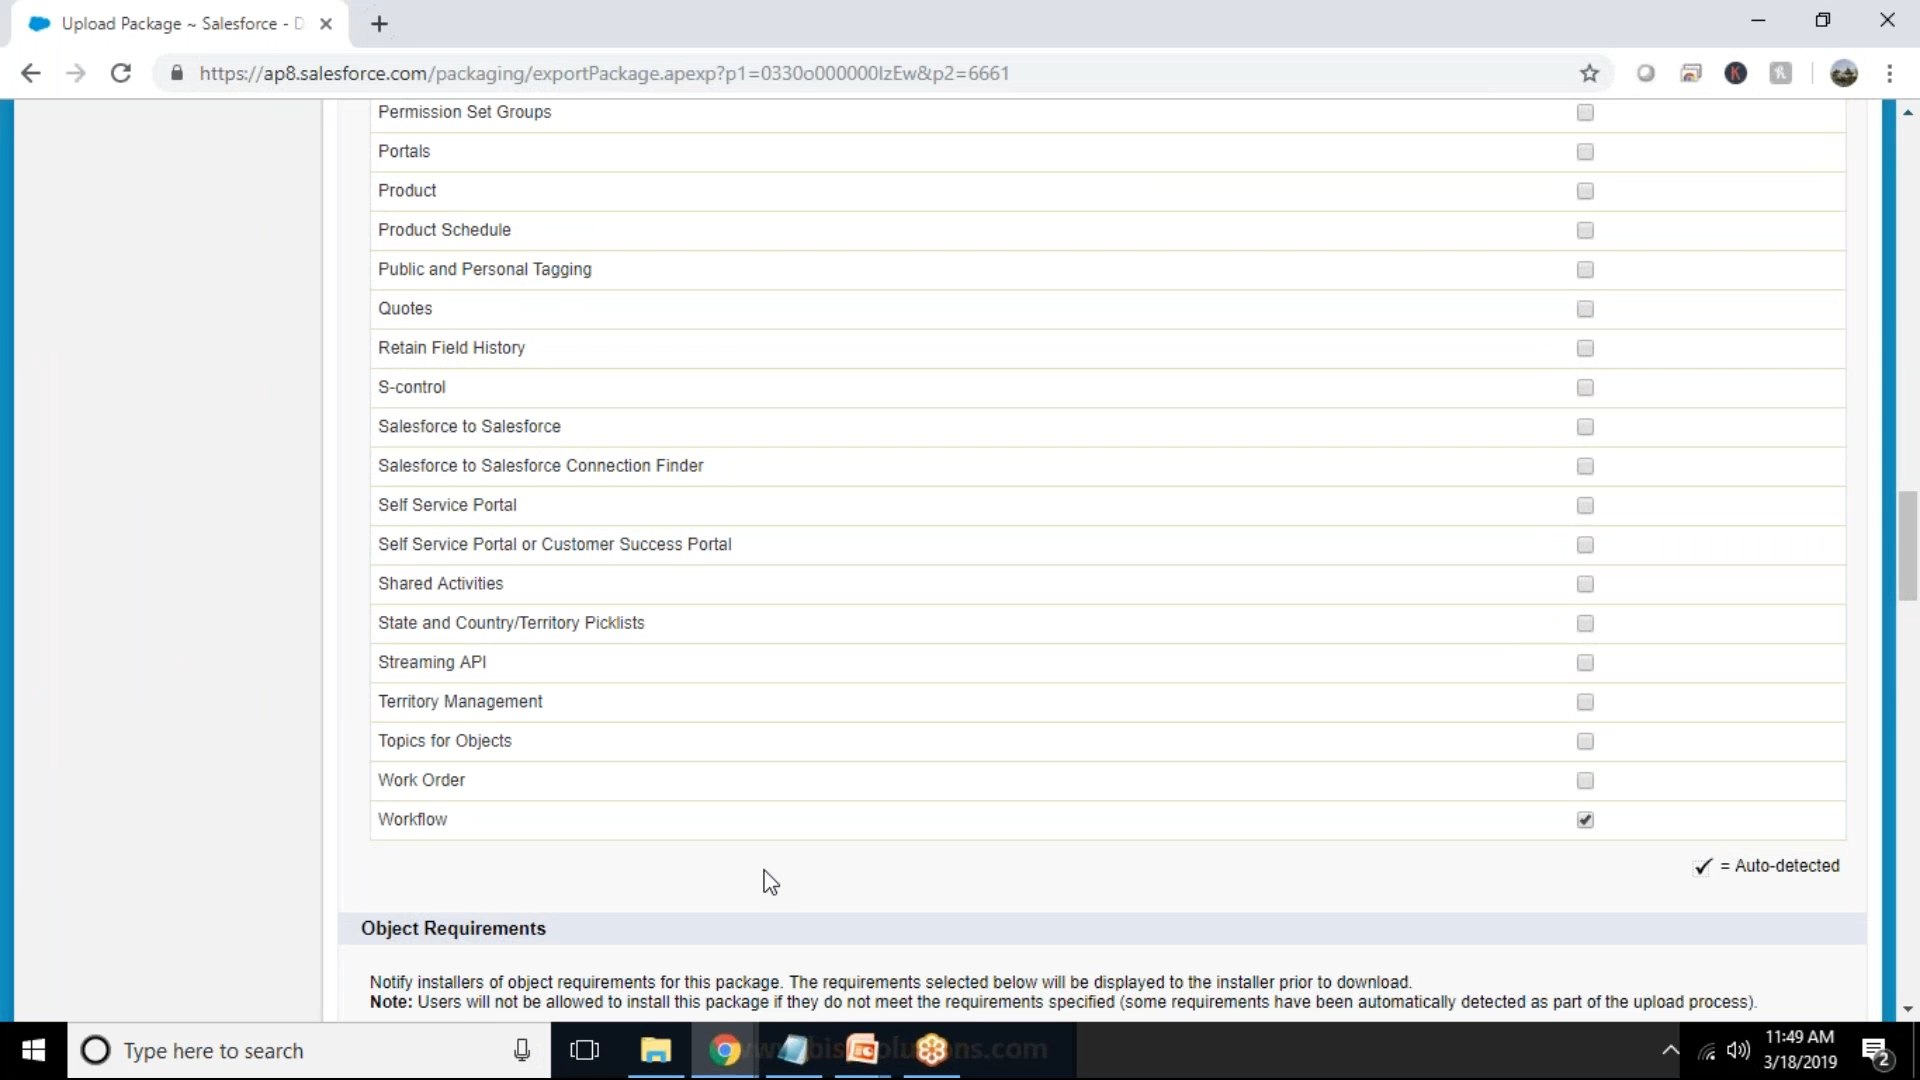 Upload Package ~ Salesforce - D
https://ap8.salesforce.com/packaging/exportPackage.apexp?p1=0330o000000IzEw&p2=6661
Permission Set Groups
Portals
Product
Product Schedule
Public and Personal Tagging
Quotes
Retain Field History
S-control
Salesforce to Salesforce
Salesforce to Salesforce Connection Finder
Self Service Portal
Self Service Portal or Customer Success Portal
Shared Activities
State and Country/Territory Picklists
Streaming API
Territory Management
Topics for Objects
Work Order
Workflow
= Auto-detected
Object Requirements
Notify installers of object requirements for this package. The requirements selected below will be displayed to the installer prior to download.
Note: Users will not be allowed to install this package if they do not meet the requirements specified (some requirements have been automatically detected as part of the upload process).
Type here to search
11:49 AM
3/18/2019
2